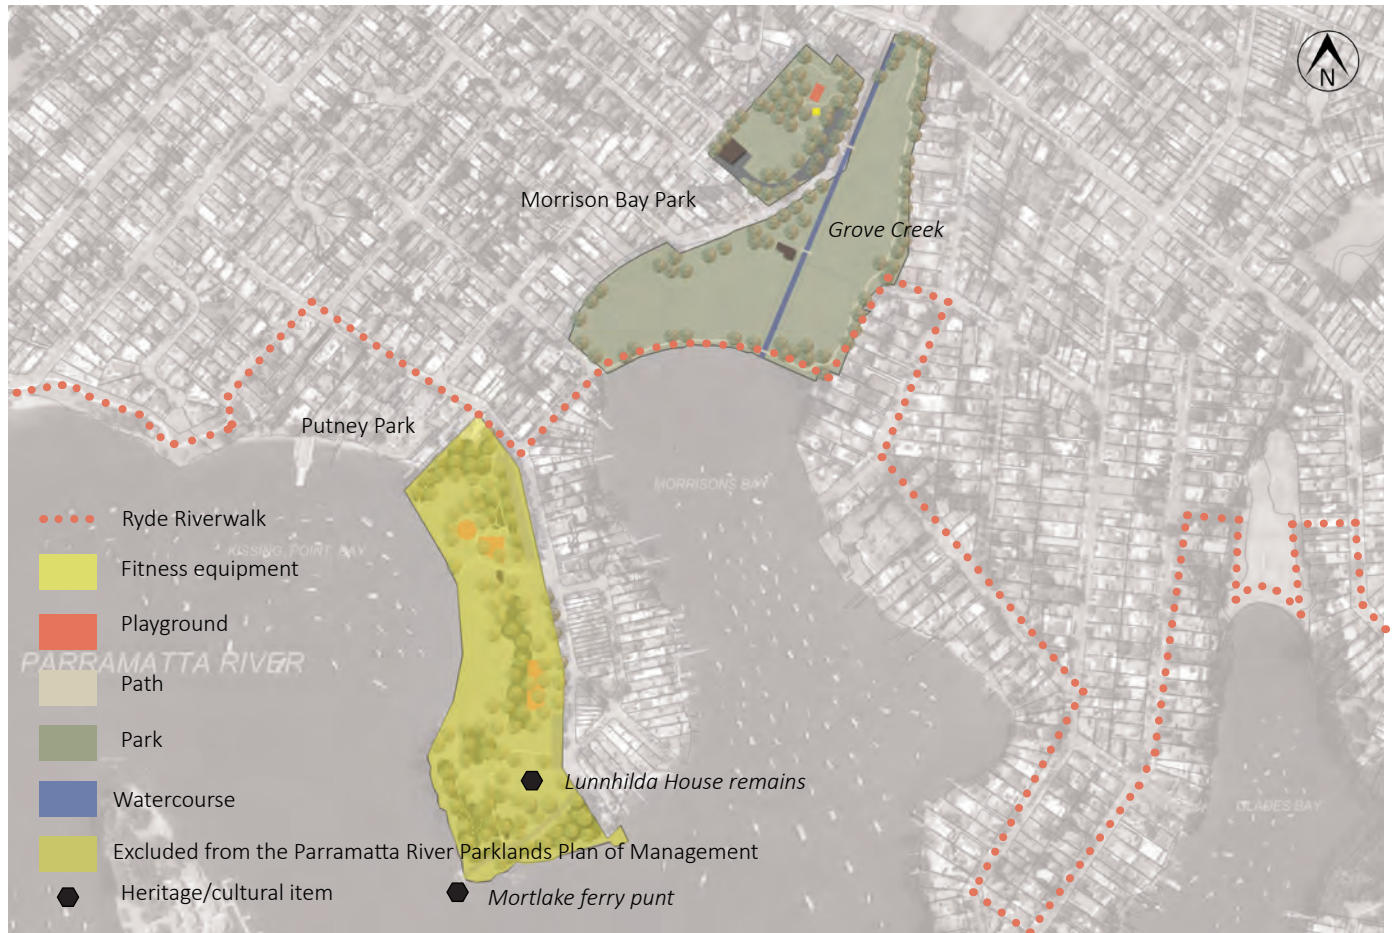 N
Morrison Bay Park
Grove Creek
Putney Park
MORRISONS BAY
Ryde Riverwalk
KISSING POINT BAY
Fitness equipment
Playground
PARRAMATTA RIVER
Path
Park
Lunnhilda House remains
Watercourse
GLADES BAY
Excluded from the Parramatta River Parklands Plan of Management
Heritage/cultural item
Mortlake ferry punt